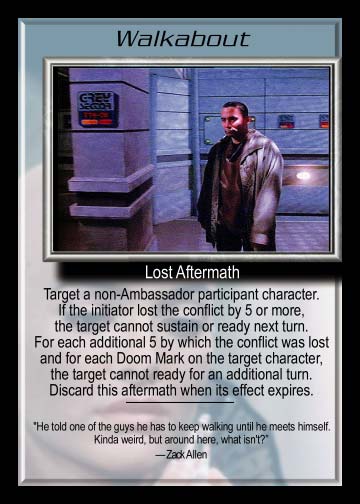 Walkabout
GREY
SECTOR
Lost Aftermath
Target a non-Ambassador participant character.
If the initiator lost the conflict by 5 or more,
the target cannot sustain or ready next turn.
For each additional 5 by which the conflict was lost
and for each Doom Mark on the target character,
the target cannot ready for an additional turn.
Discard this aftermath when its effect expires.
"He told one of the guys he has to keep walking until he meets himself.
Kinda weird, but around here, what isn't?"
—Zack Allen